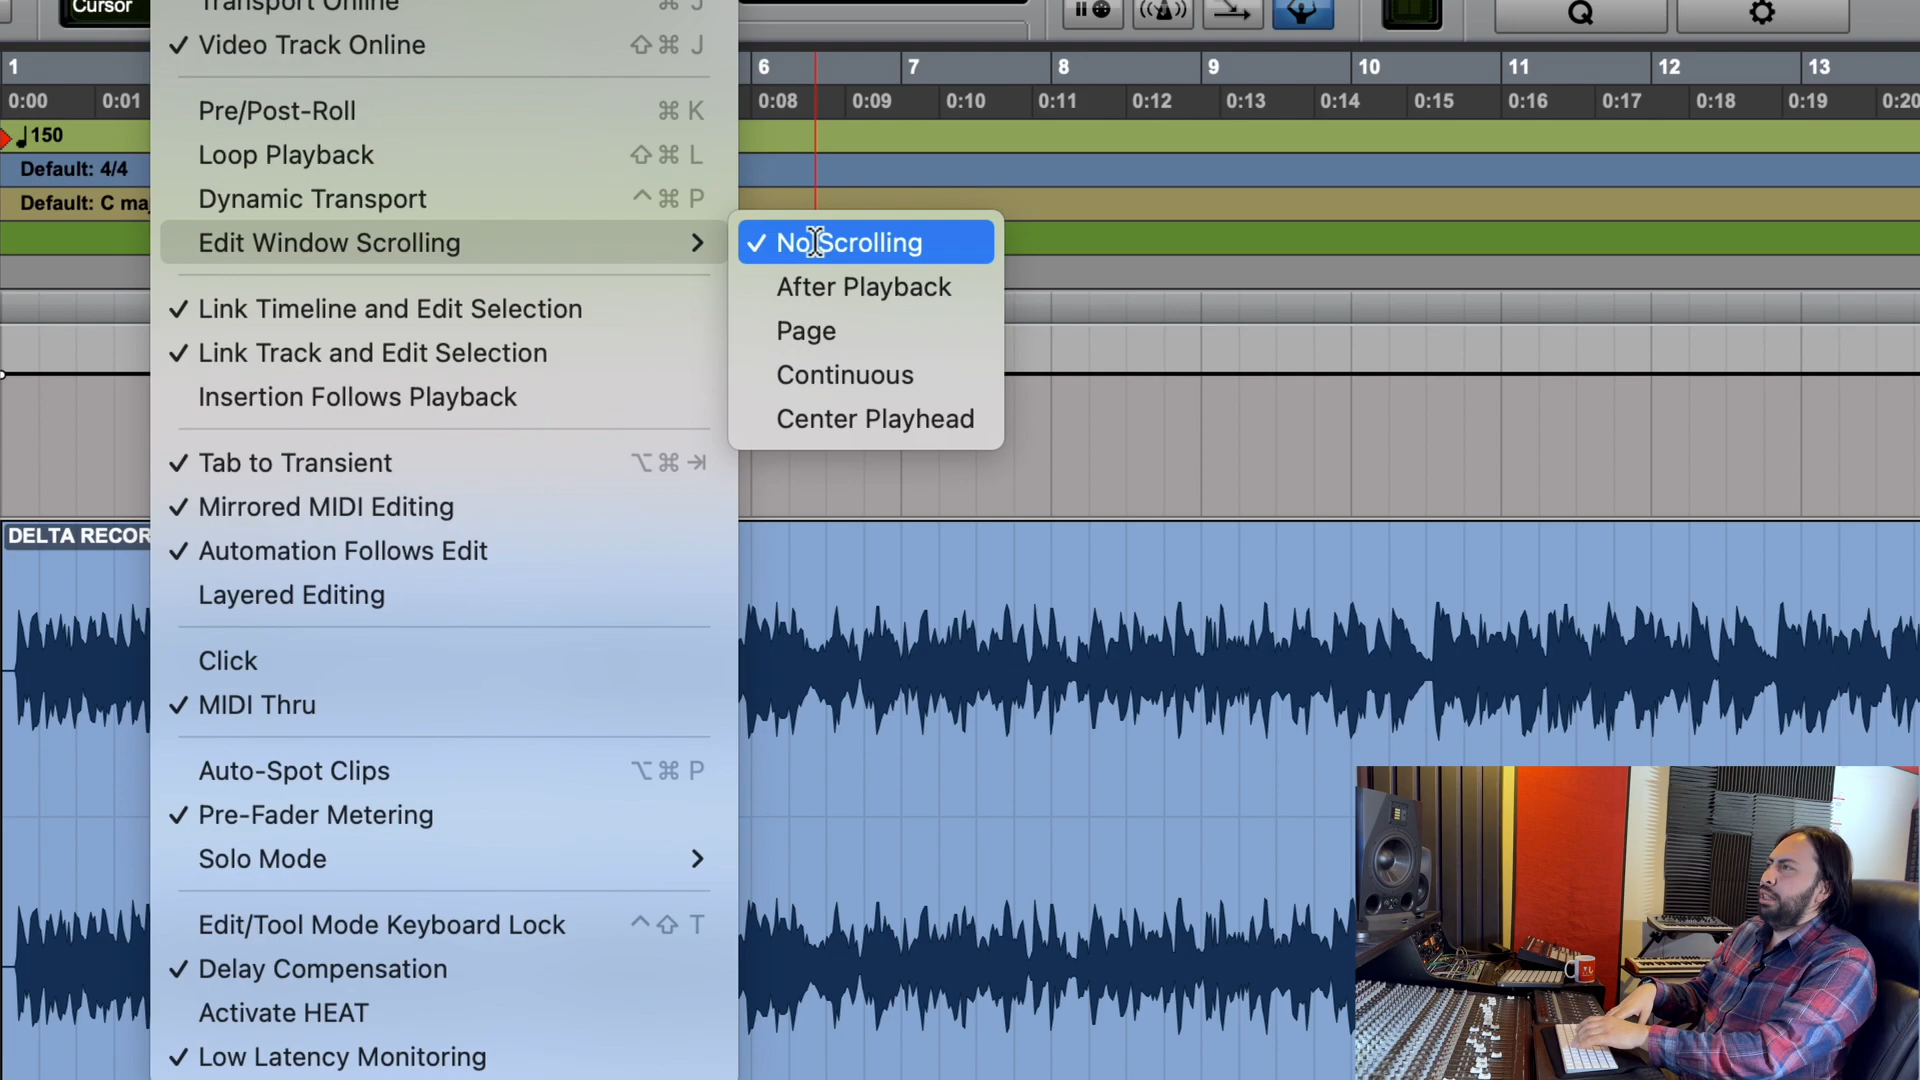 Cursor
Transport Online ⌘ J
✓ Video Track Online ⇧⌘ J
Pre/Post-Roll ⌘ K
Loop Playback ⇧⌘ L
Dynamic Transport ^⌘ P
Edit Window Scrolling >
✓ Link Timeline and Edit Selection
✓ Link Track and Edit Selection
Insertion Follows Playback
✓ Tab to Transient ⌥⌘⇥
✓ Mirrored MIDI Editing
✓ Automation Follows Edit
Layered Editing
Click
✓ MIDI Thru
Auto-Spot Clips ⌥⌘ P
✓ Pre-Fader Metering
Solo Mode >
Edit/Tool Mode Keyboard Lock ^⇧ T
✓ Delay Compensation
Activate HEAT
✓ Low Latency Monitoring
✓ No Scrolling
After Playback
Page
Continuous
Center Playhead
Q
1 6 7 8 9 10 11 12 13
0:00 0:01 0:08 0:09 0:10 0:11 0:12 0:13 0:14 0:15 0:16 0:17 0:18 0:19 0:20
♩150
Default: 4/4
Default: C maj
DELTA RECOR